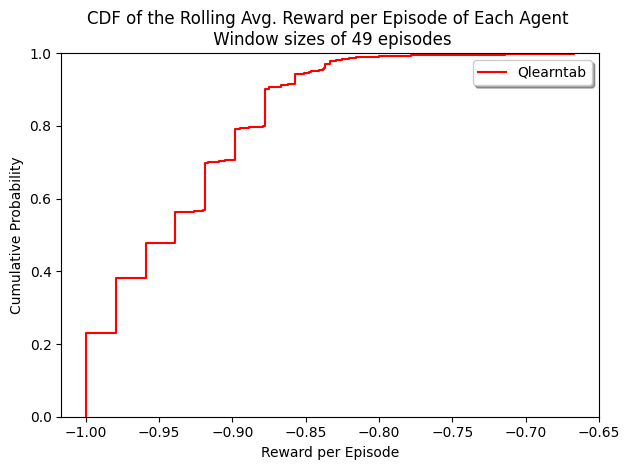 CDF of the Rolling Avg. Reward per Episode of Each Agent
Window sizes of 49 episodes
Qlearntab
Cumulative Probability
1.0
0.8
0.6
0.4
0.2
0.0
−1.00 −0.95 −0.90 −0.85 −0.80 −0.75 −0.70 −0.65
Reward per Episode